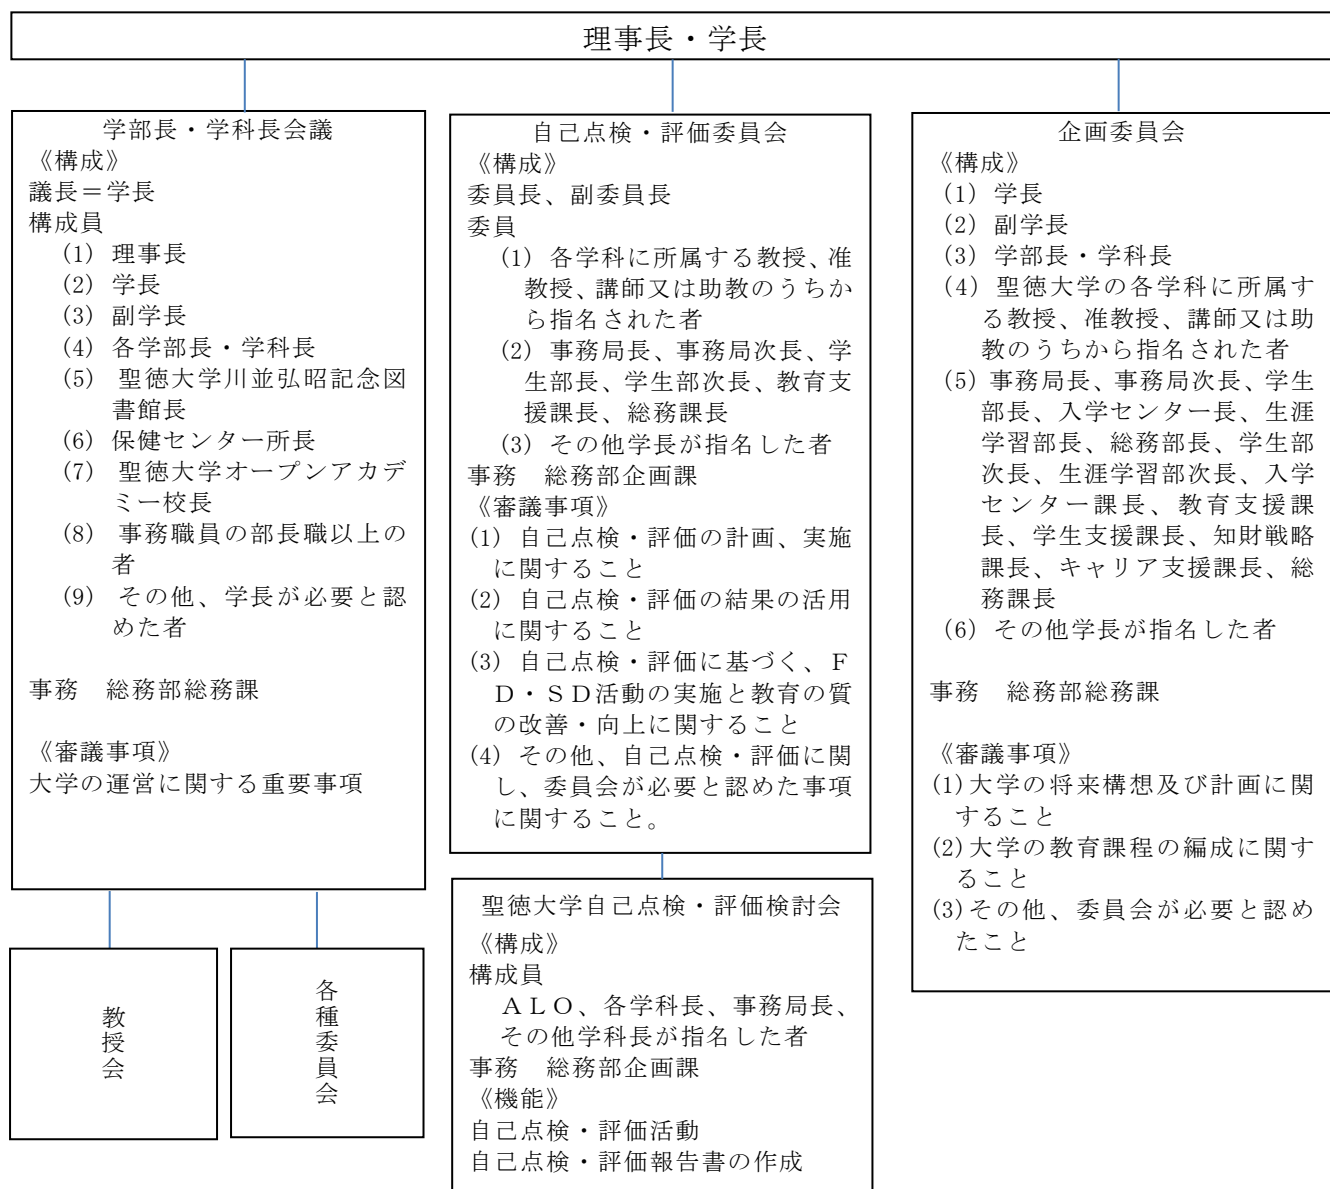 理事長・学長
学部長・学科長会議
《構成》
議長＝学長
構成員
(1) 理事長
(2) 学長
(3) 副学長
(4) 各学部長・学科長
(5) 聖徳大学川並弘昭記念図
書館長
(6) 保健センター所長
(7) 聖徳大学オープンアカデ
ミー校長
(8) 事務職員の部長職以上の
者
(9) その他、学長が必要と認
めた者
事務　総務部総務課
《審議事項》
大学の運営に関する重要事項
教授会
各種委員会
自己点検・評価委員会
《構成》
委員長、副委員長
委員
(1) 各学科に所属する教授、准
教授、講師又は助教のうちか
ら指名された者
(2) 事務局長、事務局次長、学
生部長、学生部次長、教育支
援課長、総務課長
(3) その他学長が指名した者
事務　総務部企画課
《審議事項》
(1) 自己点検・評価の計画、実施
に関すること
(2) 自己点検・評価の結果の活用
に関すること
(3) 自己点検・評価に基づく、Ｆ
Ｄ・ＳＤ活動の実施と教育の質
の改善・向上に関すること
(4) その他、自己点検・評価に関
し、委員会が必要と認めた事項
に関すること。
聖徳大学自己点検・評価検討会
《構成》
構成員
ＡＬＯ、各学科長、事務局長、
その他学科長が指名した者
事務　総務部企画課
《機能》
自己点検・評価活動
自己点検・評価報告書の作成
企画委員会
《構成》
(1) 学長
(2) 副学長
(3) 学部長・学科長
(4) 聖徳大学の各学科に所属す
る教授、准教授、講師又は助
教のうちから指名された者
(5) 事務局長、事務局次長、学生
部長、入学センター長、生涯
学習部長、総務部長、学生部
次長、生涯学習部次長、入学
センター課長、教育支援課
長、学生支援課長、知財戦略
課長、キャリア支援課長、総
務課長
(6) その他学長が指名した者
事務　総務部総務課
《審議事項》
(1)大学の将来構想及び計画に関
すること
(2)大学の教育課程の編成に関す
ること
(3)その他、委員会が必要と認め
たこと